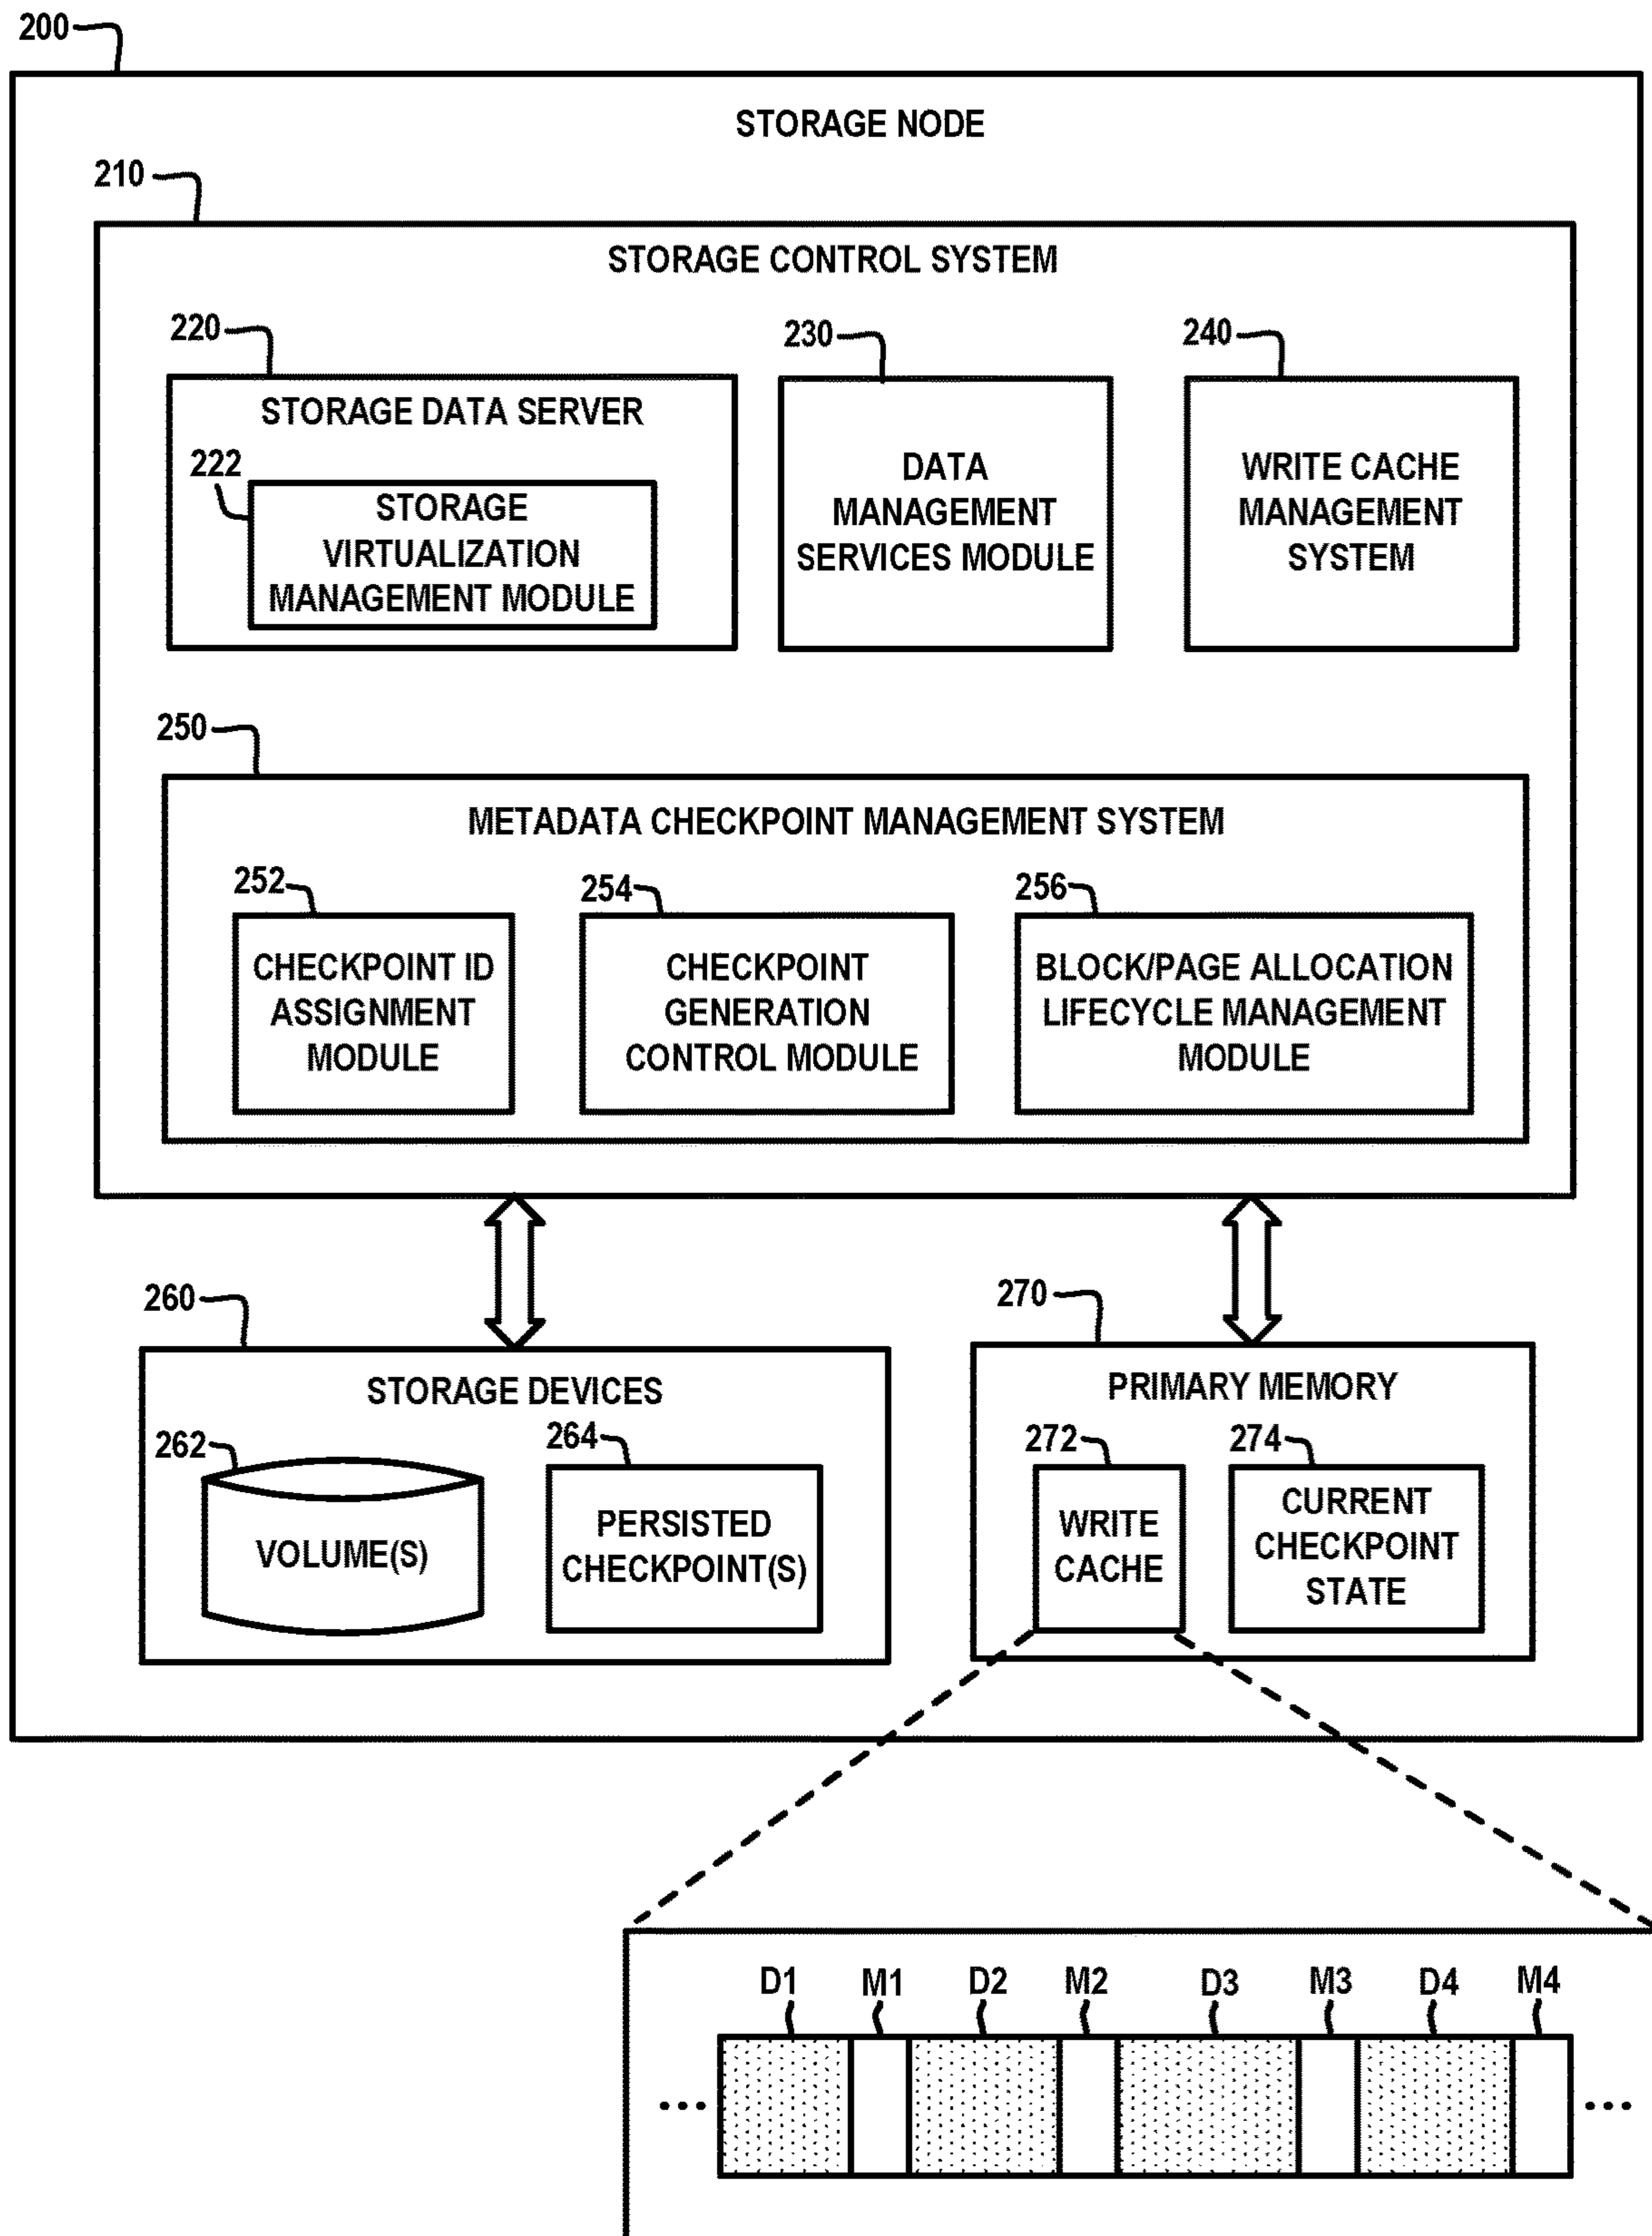 200
STORAGE NODE
210
STORAGE CONTROL SYSTEM
220
STORAGE DATA SERVER
222
STORAGE
VIRTUALIZATION
MANAGEMENT MODULE
230
DATA
MANAGEMENT
SERVICES MODULE
240
WRITE CACHE
MANAGEMENT
SYSTEM
250
METADATA CHECKPOINT MANAGEMENT SYSTEM
252
CHECKPOINT ID
ASSIGNMENT
MODULE
254
CHECKPOINT
GENERATION
CONTROL MODULE
256
BLOCK/PAGE ALLOCATION
LIFECYCLE MANAGEMENT
MODULE
260
STORAGE DEVICES
262
VOLUME(S)
264
PERSISTED
CHECKPOINT(S)
270
PRIMARY MEMORY
272
WRITE
CACHE
274
CURRENT
CHECKPOINT
STATE
D1 M1 D2 M2 D3 M3 D4 M4
... ...